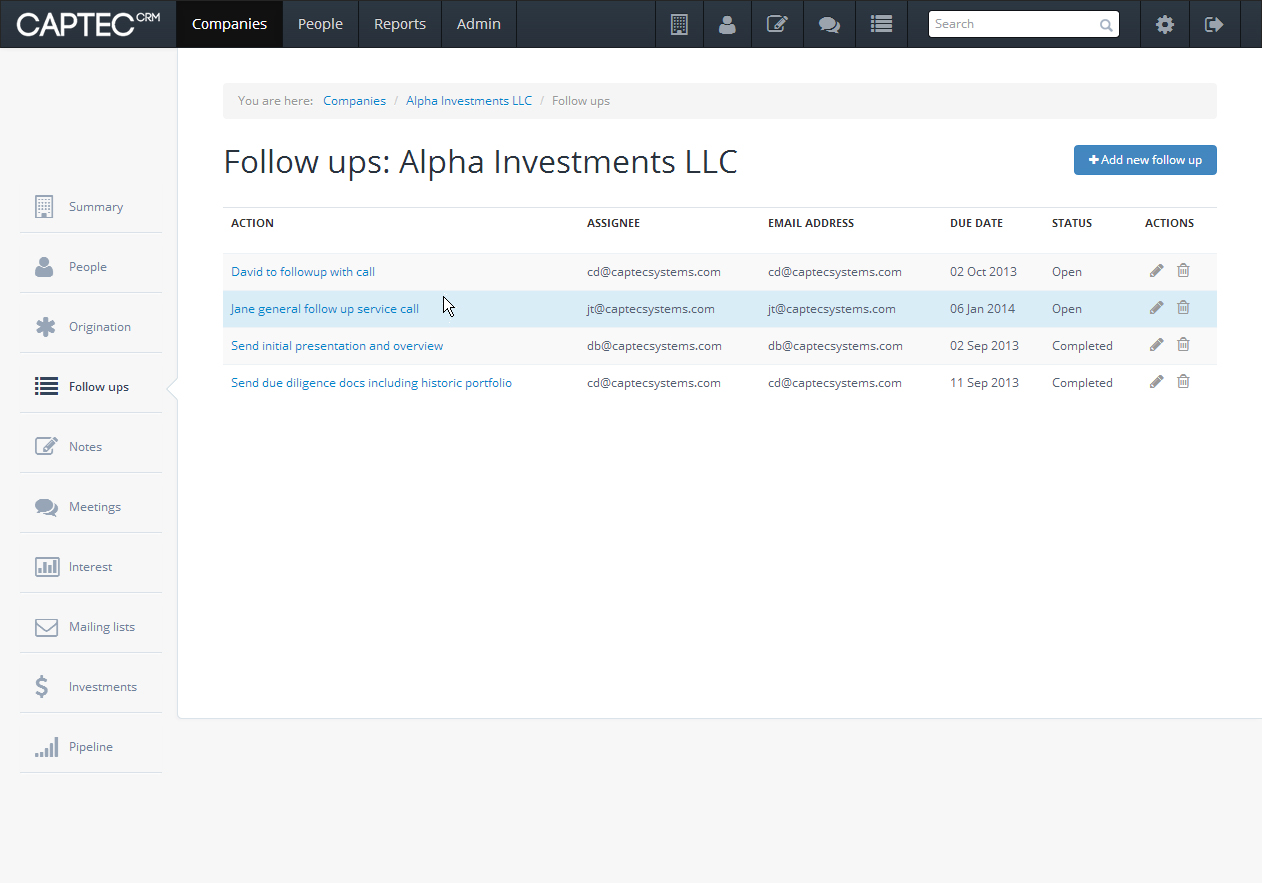 CAPTEC CRM Companies People Reports Admin Search
You are here: Companies / Alpha Investments LLC / Follow ups
Follow ups: Alpha Investments LLC
Add new follow up
Summary
People
Origination
Follow ups
Notes
Meetings
Interest
Mailing lists
Investments
Pipeline
ACTION ASSIGNEE EMAIL ADDRESS DUE DATE STATUS ACTIONS
David to followup with call cd@captecsystems.com cd@captecsystems.com 02 Oct 2013 Open
Jane general follow up service call jt@captecsystems.com jt@captecsystems.com 06 Jan 2014 Open
Send initial presentation and overview db@captecsystems.com db@captecsystems.com 02 Sep 2013 Completed
Send due diligence docs including historic portfolio cd@captecsystems.com cd@captecsystems.com 11 Sep 2013 Completed